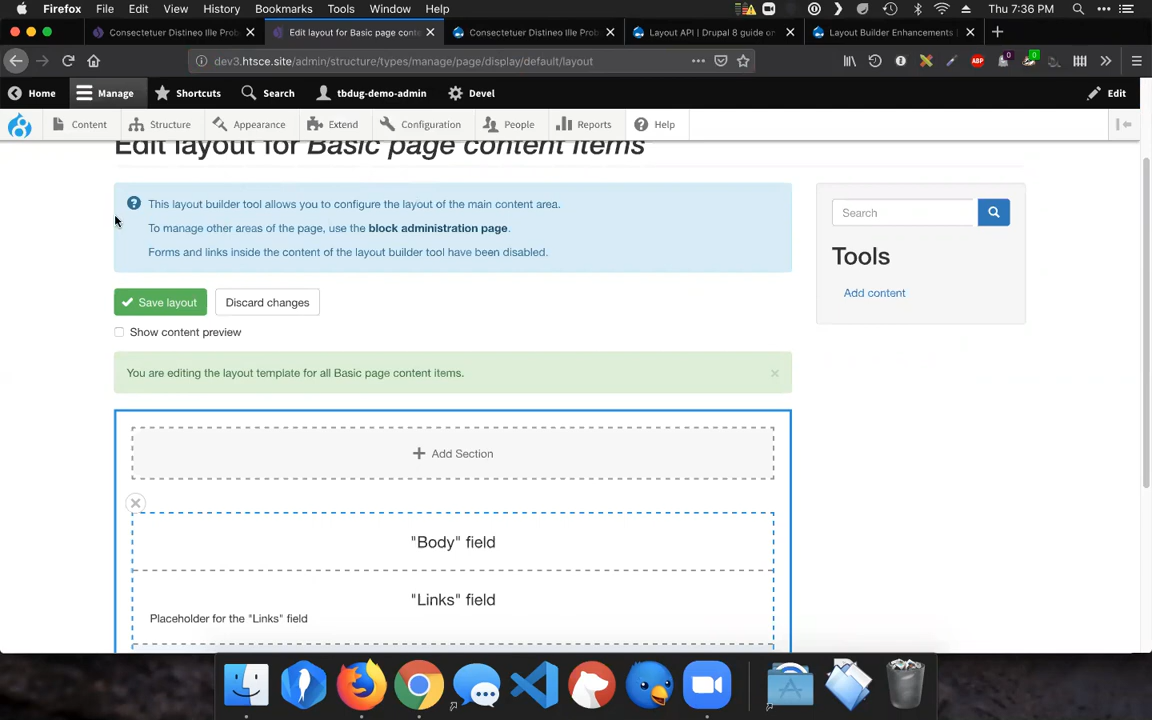 Firefox File Edit View History Bookmarks Tools Window Help
Thu 7:36 PM
Consectetuer Distineo Ille Prob
Edit layout for Basic page conte
Consectetuer Distineo Ille Prob
Layout API | Drupal 8 guide o
Layout Builder Enhancements |
dev3.htsce.site/admin/structure/types/manage/page/display/default/layout
ABP
0
0
Home Manage Shortcuts Search tbdug-demo-admin Devel Edit
Content Structure Appearance Extend Configuration People Reports Help
Edit layout for Basic page content items
This layout builder tool allows you to configure the layout of the main content area.
To manage other areas of the page, use the block administration page.
Forms and links inside the content of the layout builder tool have been disabled.
Search
Tools
Add content
Save layout Discard changes
Show content preview
You are editing the layout template for all Basic page content items.
Add Section
"Body" field
"Links" field
Placeholder for the "Links" field